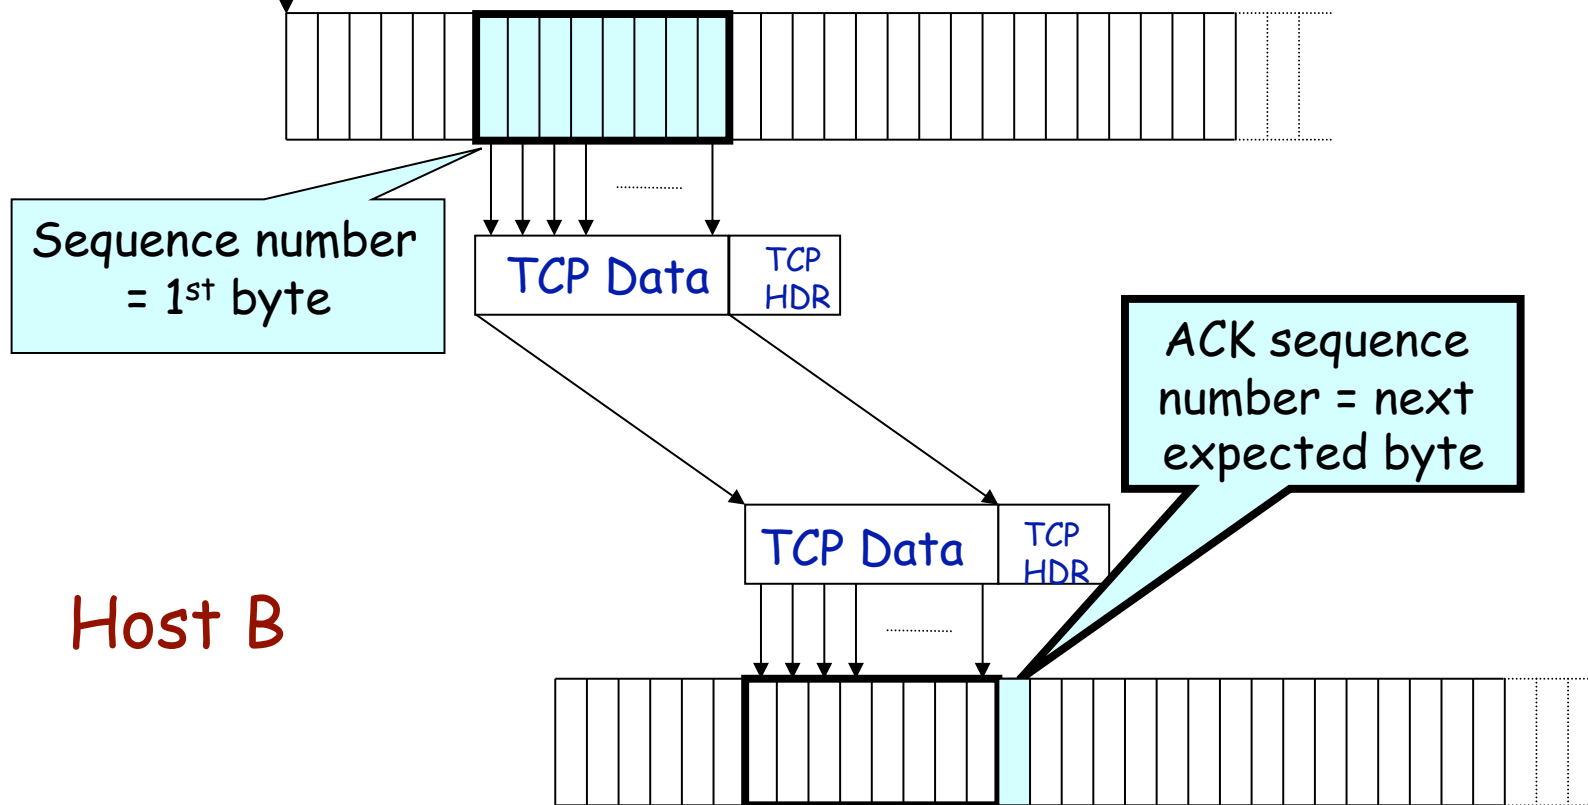 Sequence number
= 1st byte
TCP Data
TCP
HDR
ACK sequence
number = next
expected byte
TCP Data
TCP
HDR
Host B